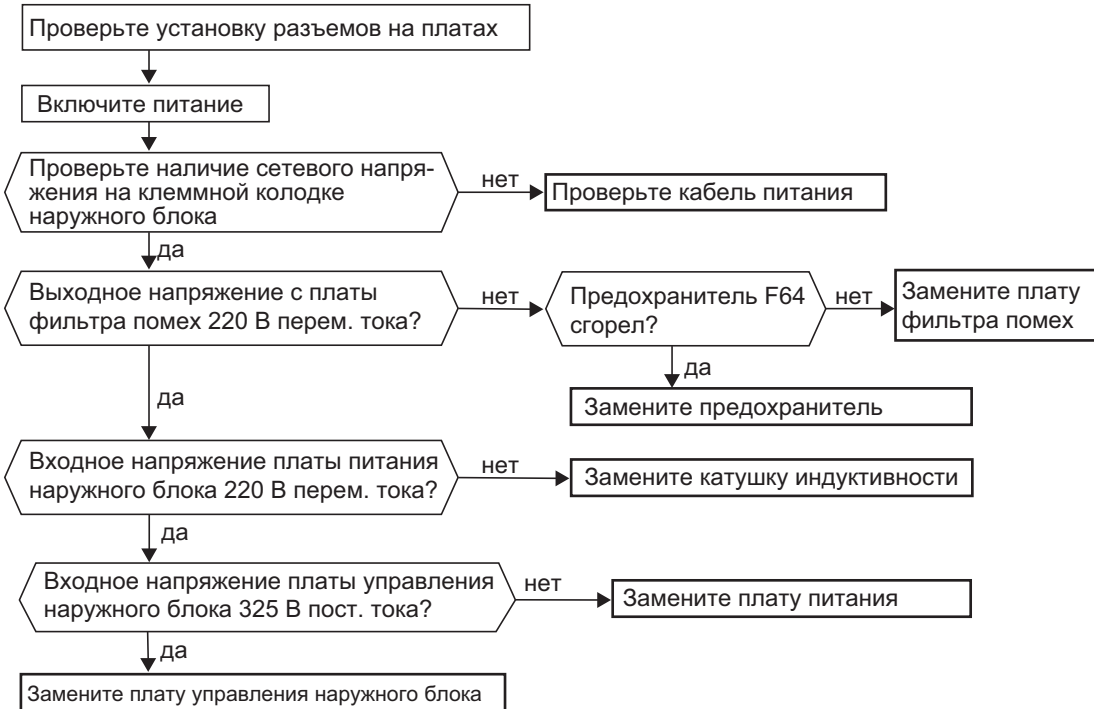 Проверьте установку разъемов на платах
Включите питание
Проверьте наличие сетевого напря-
жения на клеммной колодке
наружного блока
нет
Проверьте кабель питания
да
Выходное напряжение с платы
фильтра помех 220 В перем. тока?
нет
Предохранитель F64
сгорел?
нет
Замените плату
фильтра помех
да
Замените предохранитель
да
Входное напряжение платы питания
наружного блока 220 В перем. тока?
нет
Замените катушку индуктивности
да
Входное напряжение платы управления
наружного блока 325 В пост. тока?
нет
Замените плату питания
да
Замените плату управления наружного блока